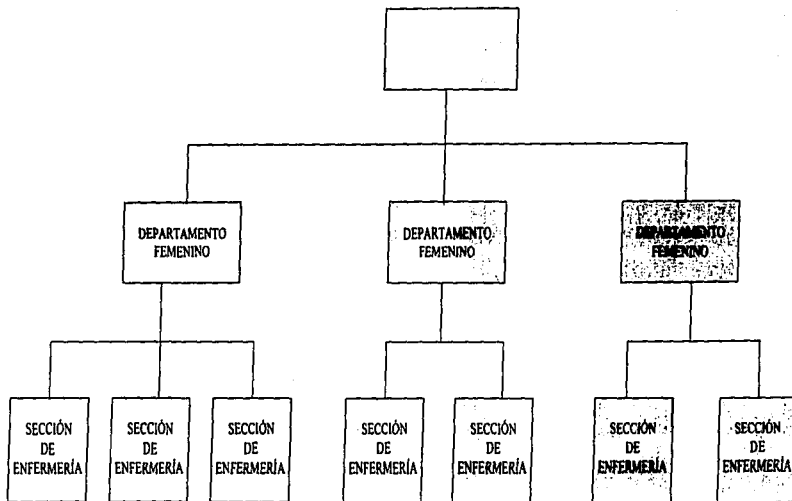 DEPARTAMENTO
FEMENINO
DEPARTAMENTO
FEMENINO
DEPARTAMENTO
FEMENINO
SECCIÓN
DE
ENFERMERÍA
SECCIÓN
DE
ENFERMERÍA
SECCIÓN
DE
ENFERMERÍA
SECCIÓN
DE
ENFERMERÍA
SECCIÓN
DE
ENFERMERÍA
SECCIÓN
DE
ENFERMERÍA
SECCIÓN
DE
ENFERMERÍA